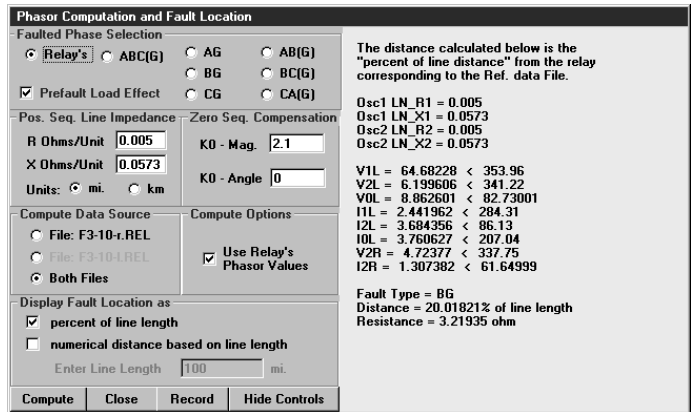 Phasor Computation and Fault Location
Faulted Phase Selection
Relay's ABC(G) AG AB(G)
BG BC(G)
Prefault Load Effect CG CA(G)
Pos. Seq. Line Impedance Zero Seq. Compensation
R Ohms/Unit 0.005 K0 - Mag. 2.1
X Ohms/Unit 0.0573 K0 - Angle 0
Units: mi. km
Compute Data Source Compute Options
File: F3-10-r.REL
File: F3-10-l.REL Use Relay's
Phasor Values
Both Files
Display Fault Location as
percent of line length
numerical distance based on line length
Enter Line Length 100 mi.
Compute Close Record Hide Controls
The distance calculated below is the
"percent of line distance" from the relay
corresponding to the Ref. data File.
Osc1 LN_R1 = 0.005
Osc1 LN_X1 = 0.0573
Osc2 LN_R2 = 0.005
Osc2 LN_X2 = 0.0573
V1L = 64.68228 < 353.96
V2L = 6.199606 < 341.22
V0L = 8.862601 < 82.73001
I1L = 2.441962 < 284.31
I2L = 3.684356 < 86.13
I0L = 3.760627 < 207.04
V2R = 4.72377 < 337.75
I2R = 1.307382 < 61.64999
Fault Type = BG
Distance = 20.01821% of line length
Resistance = 3.21935 ohm